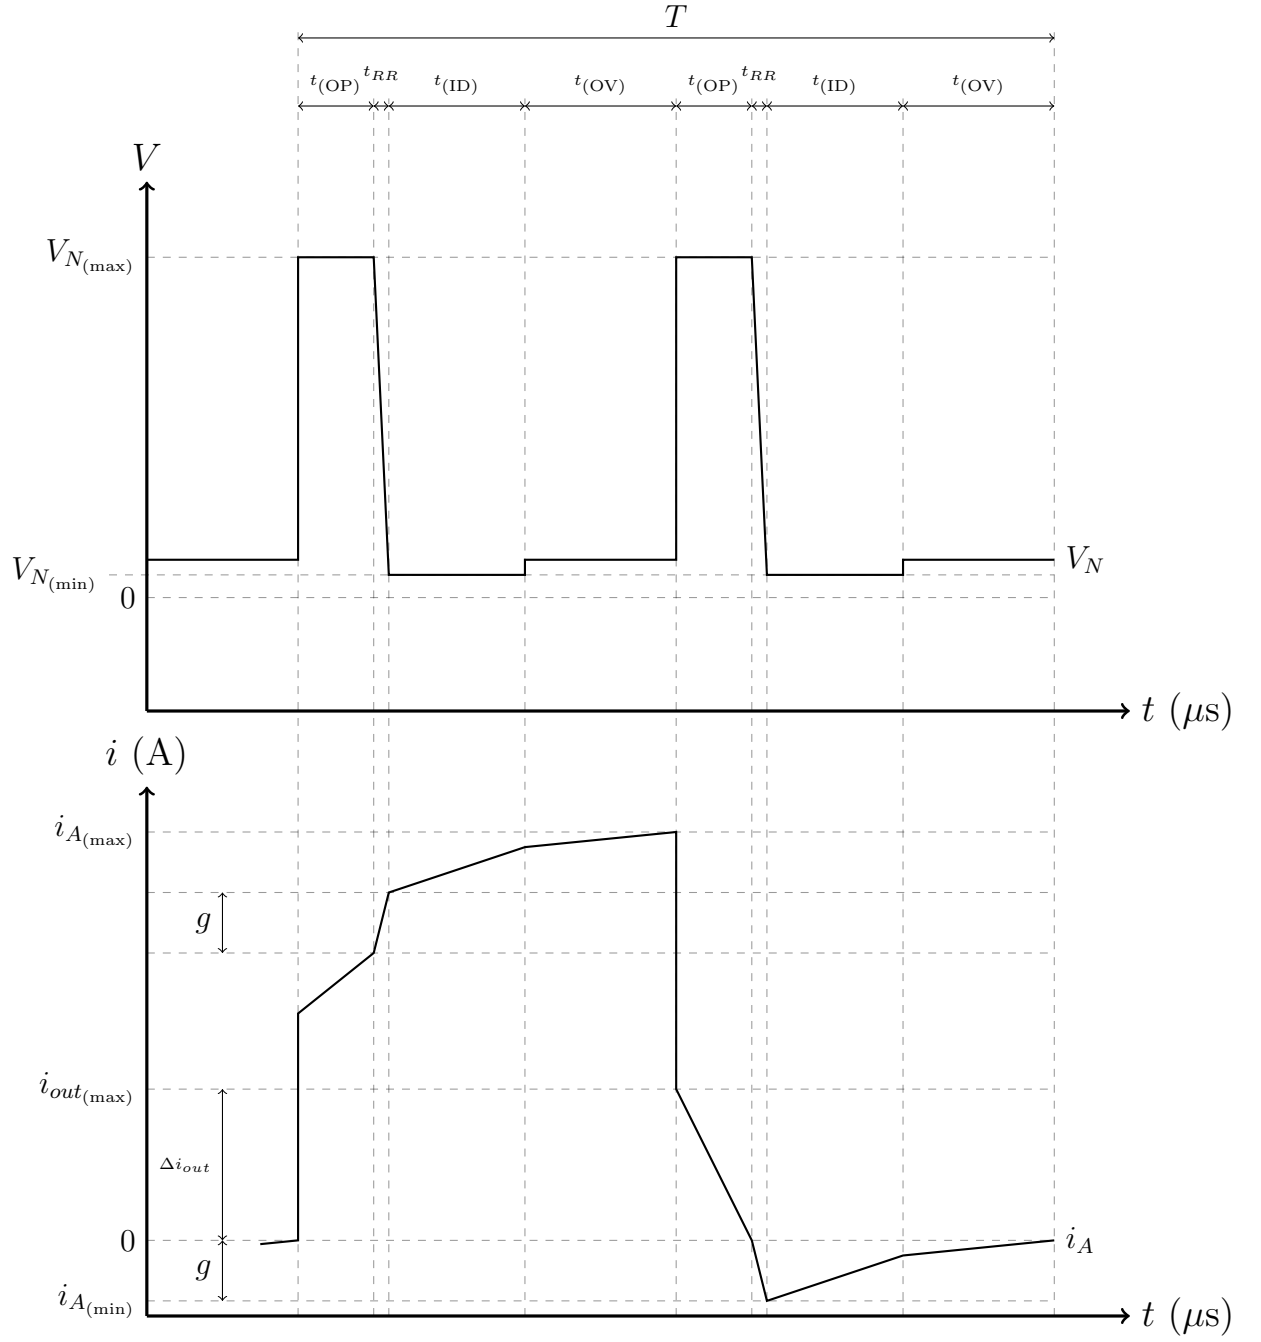 T
t(OP) tRR t(ID) t(OV) t(OP) tRR t(ID) t(OV)
V
VN(max)
VN(min)
VN
0
t (μs)
i (A)
iA(max)
g
iout(max)
Δiout
0
iA
g
iA(min)
t (μs)